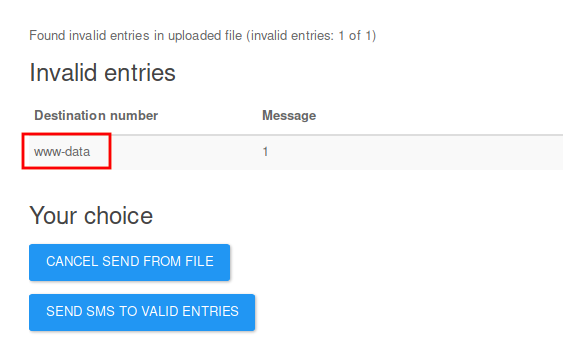 Found invalid entries in uploaded file (invalid entries: 1 of 1)
Invalid entries
Destination number Message
www-data 1
Your choice
CANCEL SEND FROM FILE
SEND SMS TO VALID ENTRIES